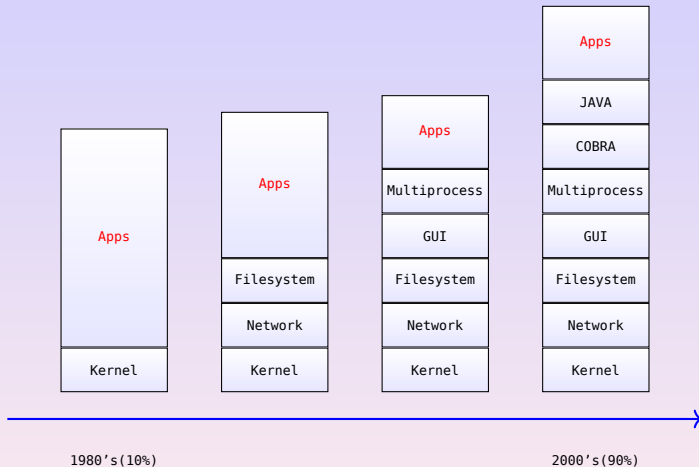 Apps
Kernel
Apps
Filesystem
Network
Kernel
Apps
Multiprocess
GUI
Filesystem
Network
Kernel
Apps
JAVA
COBRA
Multiprocess
GUI
Filesystem
Network
Kernel
1980's(10%)
2000's(90%)